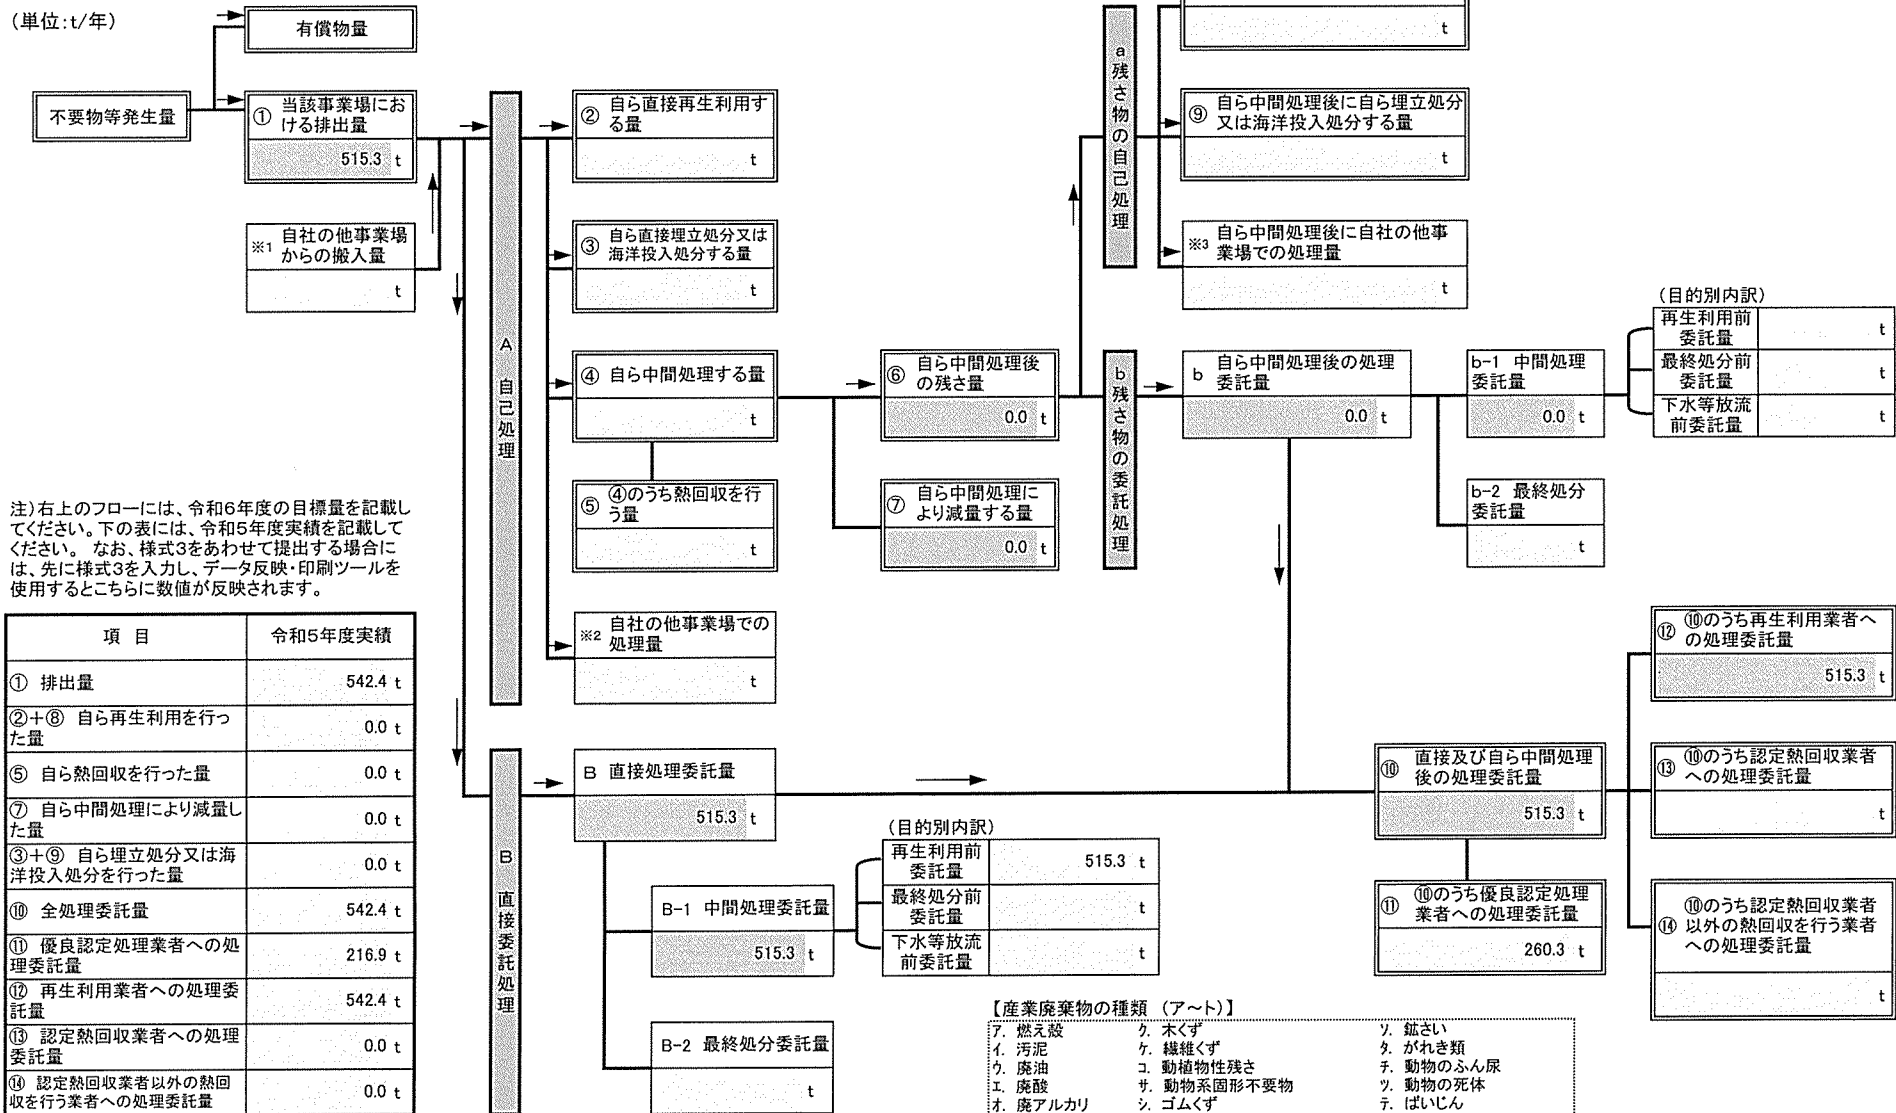 (単位:t/年)
有償物量
不要物等発生量
① 当該事業場にお
ける排出量
515.3 t
※1 自社の他事業場
からの搬入量
t
A 自己処理
② 自ら直接再生利用す
る量
t
③ 自ら直接埋立処分又は
海洋投入処分する量
t
④ 自ら中間処理する量
t
⑤ ④のうち熱回収を行
う量
t
※2 自社の他事業場での
処理量
t
⑥ 自ら中間処理後
の残さ量
0.0 t
⑦ 自ら中間処理に
より減量する量
0.0 t
a 残さ物の自己処理
t
⑨ 自ら中間処理後に自ら埋立処分
又は海洋投入処分する量
t
※3 自ら中間処理後に自社の他事
業場での処理量
t
b 残さ物の委託処理
b 自ら中間処理後の処理
委託量
0.0 t
b-1 中間処理
委託量
0.0 t
(目的別内訳)
再生利用前
委託量
t
最終処分前
委託量
t
下水等放流
前委託量
t
b-2 最終処分
委託量
t
注)右上のフローには、令和6年度の目標量を記載し
てください。下の表には、令和5年度実績を記載して
ください。 なお、様式3をあわせて提出する場合に
は、先に様式3を入力し、データ反映・印刷ツールを
使用するとこちらに数値が反映されます。
項 目 令和5年度実績
① 排出量 542.4 t
②+⑧ 自ら再生利用を行っ
た量 0.0 t
⑤ 自ら熱回収を行った量 0.0 t
⑦ 自ら中間処理により減量し
た量 0.0 t
③+⑨ 自ら埋立処分又は海
洋投入処分を行った量 0.0 t
⑩ 全処理委託量 542.4 t
⑪ 優良認定処理業者への処
理委託量 216.9 t
⑫ 再生利用業者への処理委
託量 542.4 t
⑬ 認定熱回収業者への処理
委託量 0.0 t
⑭ 認定熱回収業者以外の熱回
収を行う業者への処理委託量 0.0 t
B 直接委託処理
B 直接処理委託量
515.3 t
B-1 中間処理委託量
515.3 t
(目的別内訳)
再生利用前
委託量
515.3 t
最終処分前
委託量
t
下水等放流
前委託量
t
B-2 最終処分委託量
t
⑩ 直接及び自ら中間処理
後の処理委託量
515.3 t
⑪ ⑩のうち優良認定処理
業者への処理委託量
260.3 t
⑫ ⑩のうち再生利用業者へ
の処理委託量
515.3 t
⑬ ⑩のうち認定熱回収業者
への処理委託量
t
⑭ ⑩のうち認定熱回収業者
以外の熱回収を行う業者
への処理委託量
t
【産業廃棄物の種類 (ア~ト)】
ア. 燃え殻 ク. 木くず ソ. 鉱さい
イ. 汚泥 ケ. 繊維くず タ. がれき類
ウ. 廃油 コ. 動植物性残さ チ. 動物のふん尿
エ. 廃酸 サ. 動物系固形不要物 ツ. 動物の死体
オ. 廃アルカリ シ. ゴムくず テ. ばいじん